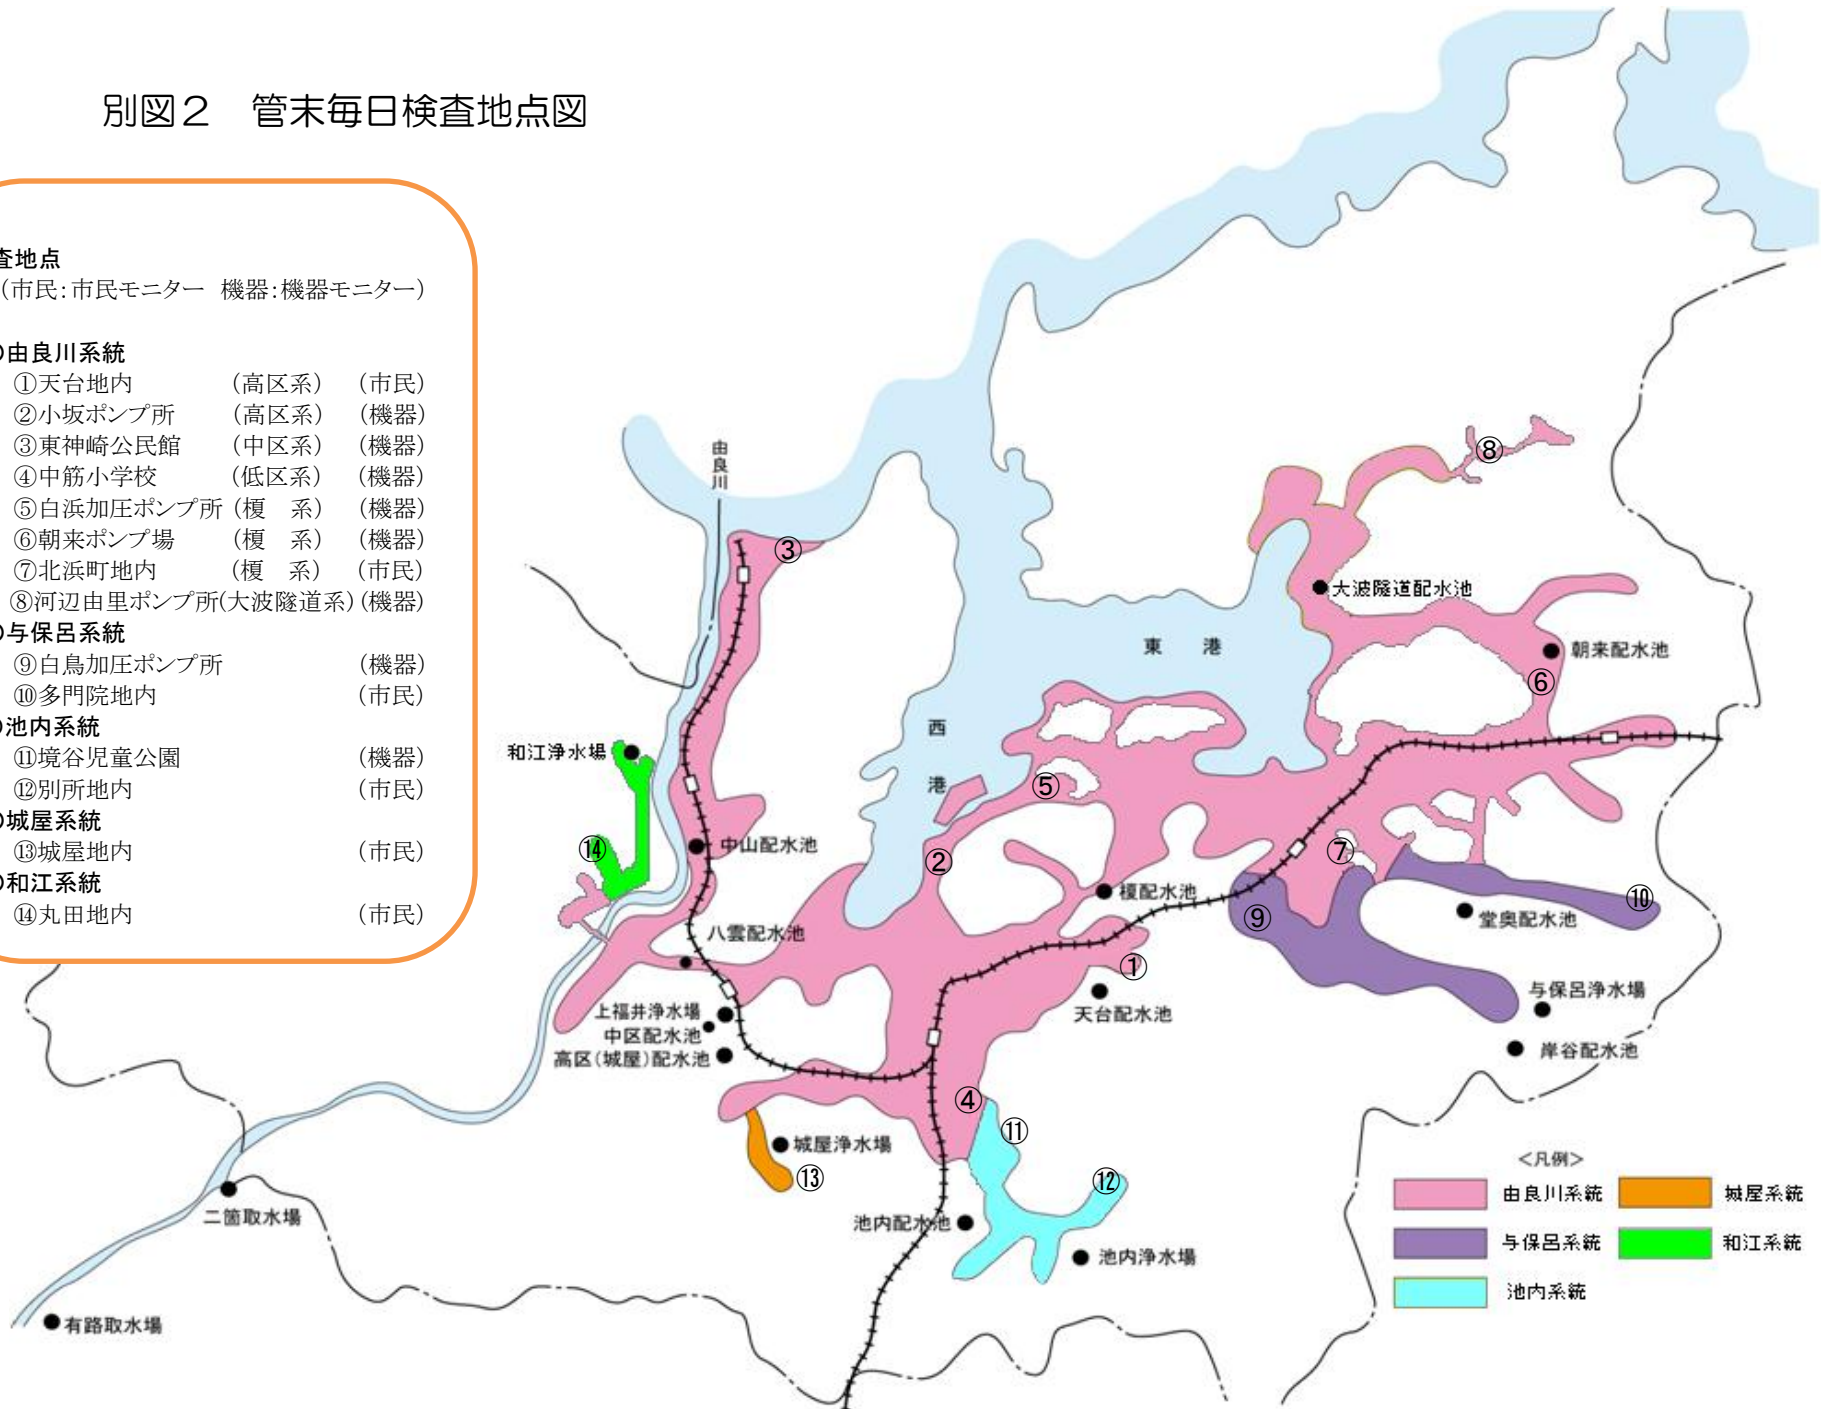 別図２　管末毎日検査地点図
査地点
（市民：市民モニター　機器：機器モニター）
由良川系統
①天台地内　（高区系）　（市民）
②小坂ポンプ所　（高区系）　（機器）
③東神崎公民館　（中区系）　（機器）
④中筋小学校　（低区系）　（機器）
⑤白浜加圧ポンプ所（榎　系）　（機器）
⑥朝来ポンプ場　（榎　系）　（機器）
⑦北浜町地内　（榎　系）　（市民）
⑧河辺由里ポンプ所(大波隧道系)（機器）
与保呂系統
⑨白鳥加圧ポンプ所　（機器）
⑩多門院地内　（市民）
池内系統
⑪境谷児童公園　（機器）
⑫別所地内　（市民）
城屋系統
⑬城屋地内　（市民）
和江系統
⑭丸田地内　（市民）
由良川
⑧
③
大波隧道配水池
東　港
朝来配水池
⑥
西港
和江浄水場
⑤
中山配水池
⑭
②
⑦
榎配水池
⑩
⑨
堂奥配水池
八雲配水池
①
天台配水池
与保呂浄水場
上福井浄水場
中区配水池
高区（城屋）配水池
岸谷配水池
④
⑪
城屋浄水場
⑬
⑫
二箇取水場
池内配水池
池内浄水場
有路取水場
＜凡例＞
由良川系統　城屋系統
与保呂系統　和江系統
池内系統